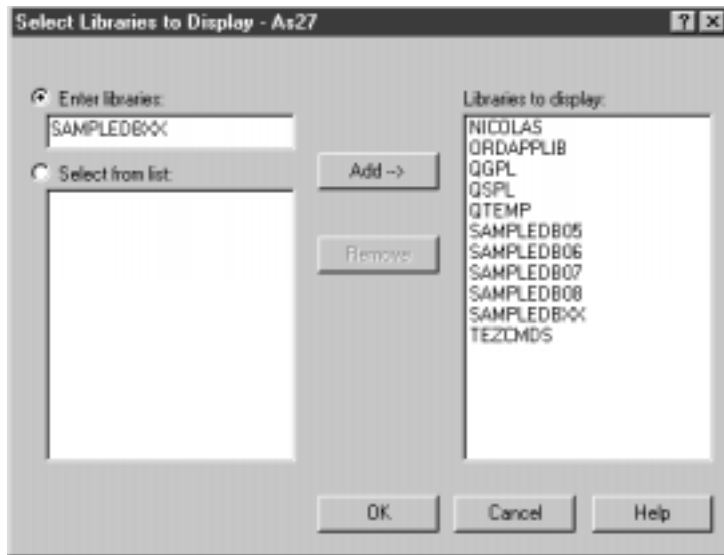 Select Libraries to Display - As27
Enter libraries:
SAMPLEDBXX
Select from list:
Add -->
Remove
Libraries to display:
NICOLAS
ORDAPPLIB
QGPL
QSPL
QTEMP
SAMPLEDB05
SAMPLEDB06
SAMPLEDB07
SAMPLEDB08
SAMPLEDBXX
TEZCMDS
OK
Cancel
Help